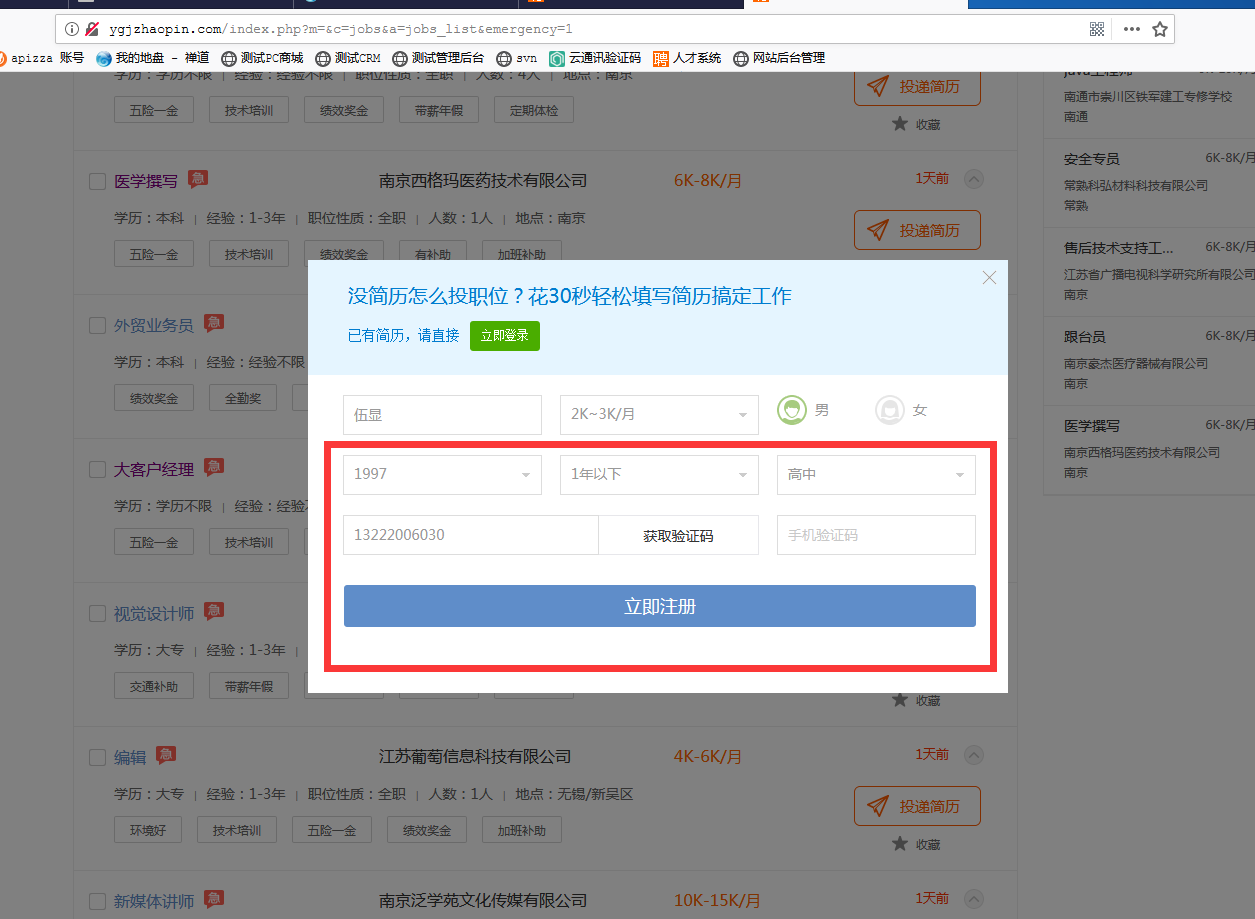 ygjzhaopin.com/index.php?m=&c=jobs&a=jobs_list&emergency=1
apizza 账号 我的地盘 - 禅道 测试PC商城 测试CRM 测试管理后台 svn 云通讯验证码 人才系统 网站后台管理
学历：学历不限 | 经验：经验不限 | 职位性质：全职 | 人数：4人 | 地点：南京
投递简历
五险一金 技术培训 绩效奖金 带薪年假 定期体检
收藏
医学撰写 急 南京西格玛医药技术有限公司 6K-8K/月 1天前
学历：本科 | 经验：1-3年 | 职位性质：全职 | 人数：1人 | 地点：南京
投递简历
五险一金 技术培训 绩效奖金 有补助 加班补助
外贸业务员 急
学历：本科 | 经验：经验不限
绩效奖金 全勤奖
大客户经理 急
学历：学历不限 | 经验：经验不
五险一金 技术培训
视觉设计师 急
学历：大专 | 经验：1-3年 |
交通补助 带薪年假
收藏
编辑 急 江苏葡萄信息科技有限公司 4K-6K/月 1天前
学历：大专 | 经验：1-3年 | 职位性质：全职 | 人数：1人 | 地点：无锡/新吴区
投递简历
环境好 技术培训 五险一金 绩效奖金 加班补助
收藏
新媒体讲师 急 南京泛学苑文化传媒有限公司 10K-15K/月 1天前
没简历怎么投职位？花30秒轻松填写简历搞定工作
已有简历，请直接 立即登录
伍显 2K~3K/月 男 女
1997 1年以下 高中
13222006030 获取验证码 手机验证码
立即注册
java工程师
南通市崇川区铁军建工专修学校
南通
安全专员 6K-8K/月
常熟科弘材料科技有限公司
常熟
售后技术支持工... 6K-8K/月
江苏省广播电视科学研究所有限公司
南京
跟台员 6K-8K/月
南京豪杰医疗器械有限公司
南京
医学撰写 6K-8K/月
南京西格玛医药技术有限公司
南京